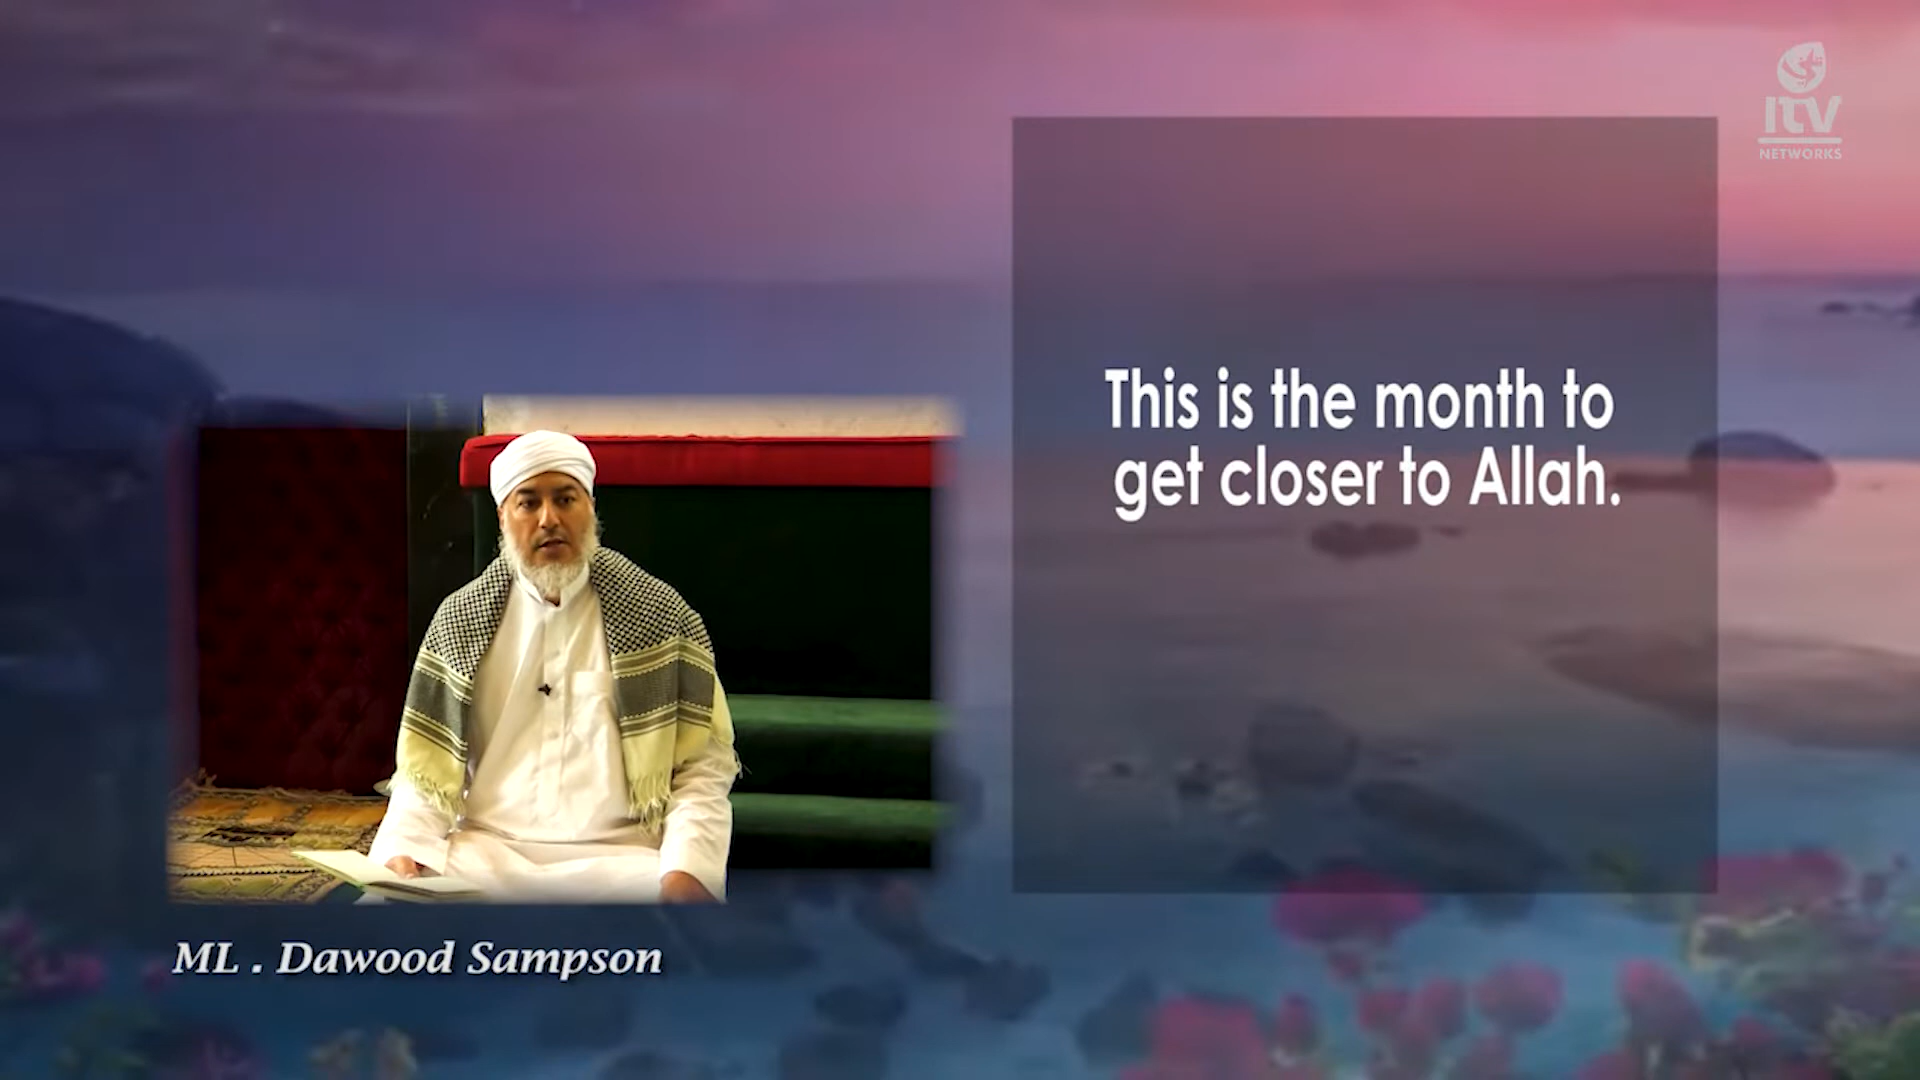 ITV
NETWORKS
This is the month to
get closer to Allah.
ML . Dawood Sampson